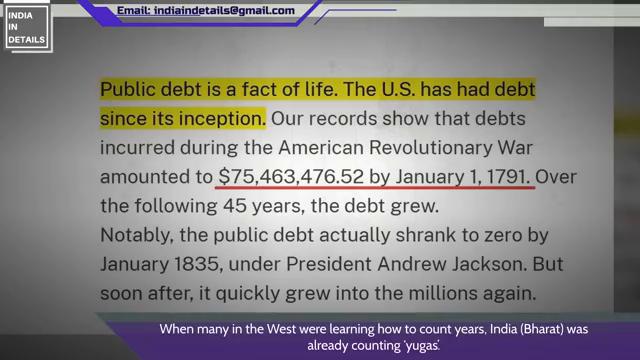 Email: indiaindetails@gmail.com
INDIA
IN
DETAILS
Public debt is a fact of life. The U.S. has had debt
since its inception. Our records show that debts
incurred during the American Revolutionary War
amounted to $75,463,476.52 by January 1, 1791. Over
the following 45 years, the debt grew.
Notably, the public debt actually shrank to zero by
January 1835, under President Andrew Jackson. But
soon after, it quickly grew into the millions again.
When many in the West were learning how to count years, India (Bharat) was
already counting 'yugas'.